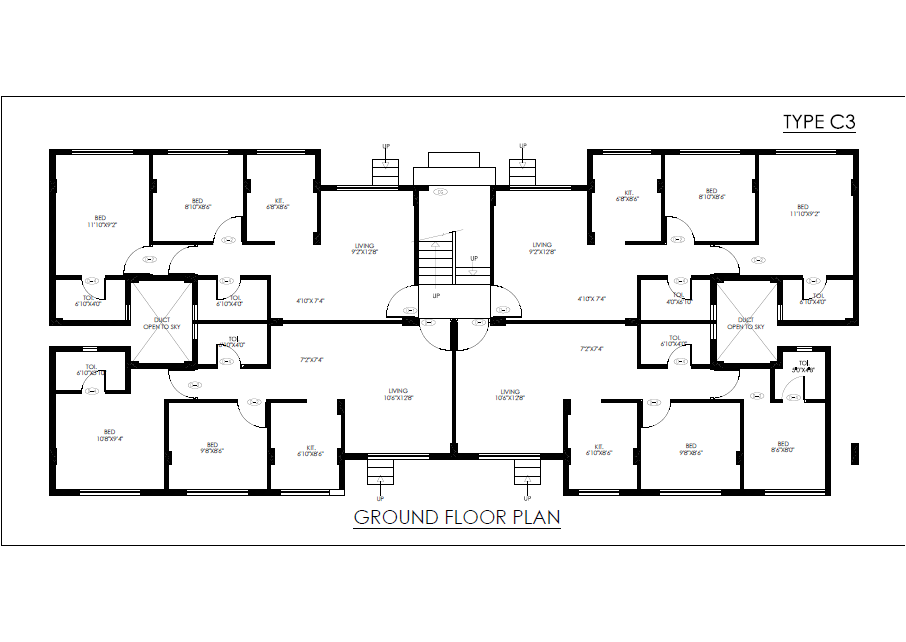 TYPE C3
UP
UP
BED
11'10"X9'2"
BED
8'10"X8'6"
KIT.
6'8"X8'6"
LIVING
9'2"X12'8"
LIVING
9'2"X12'8"
KIT.
6'8"X8'6"
BED
8'10"X8'6"
BED
11'10"X9'2"
UP
UP
TOI.
6'10"X4'0"
TOI.
6'10"X4'0"
4'10"X 7'4"
4'10"X 7'4"
TOI.
4'0"X6'10"
TOI.
6'10"X4'0"
DUCT
OPEN TO SKY
DUCT
OPEN TO SKY
TOI.
6'10"X4'0"
7'2"X7'4"
7'2"X7'4"
TOI.
6'10"X4'0"
TOI.
6'10"X3'10"
TOI.
LIVING
10'6"X12'8"
LIVING
10'6"X12'8"
BED
10'8"X9'4"
BED
9'8"X8'6"
KIT.
6'10"X8'6"
KIT.
6'10"X8'6"
BED
9'8"X8'6"
BED
8'6"X8'0"
UP
UP
GROUND FLOOR PLAN